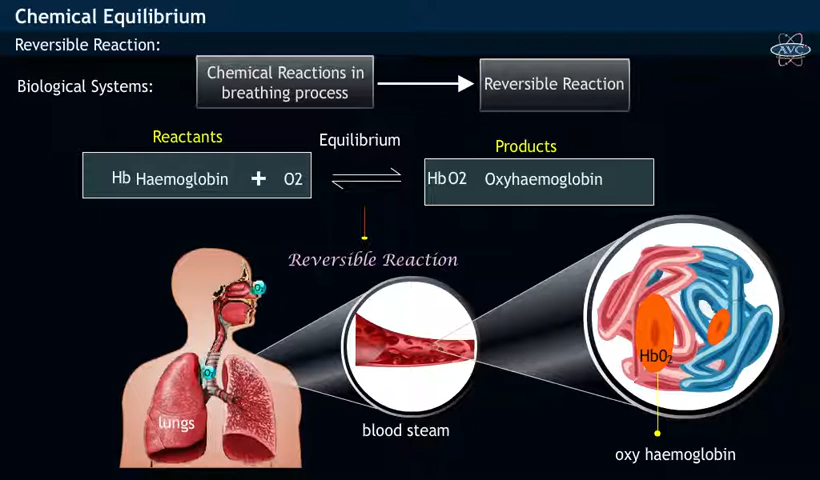 Chemical Equilibrium
Reversible Reaction:
AVC
Biological Systems:
Chemical Reactions in
breathing process
Reversible Reaction
Reactants
Equilibrium
Products
Hb Haemoglobin + O2
HbO2 Oxyhaemoglobin
Reversible Reaction
O2
O2
HbO2
lungs
blood steam
oxy haemoglobin